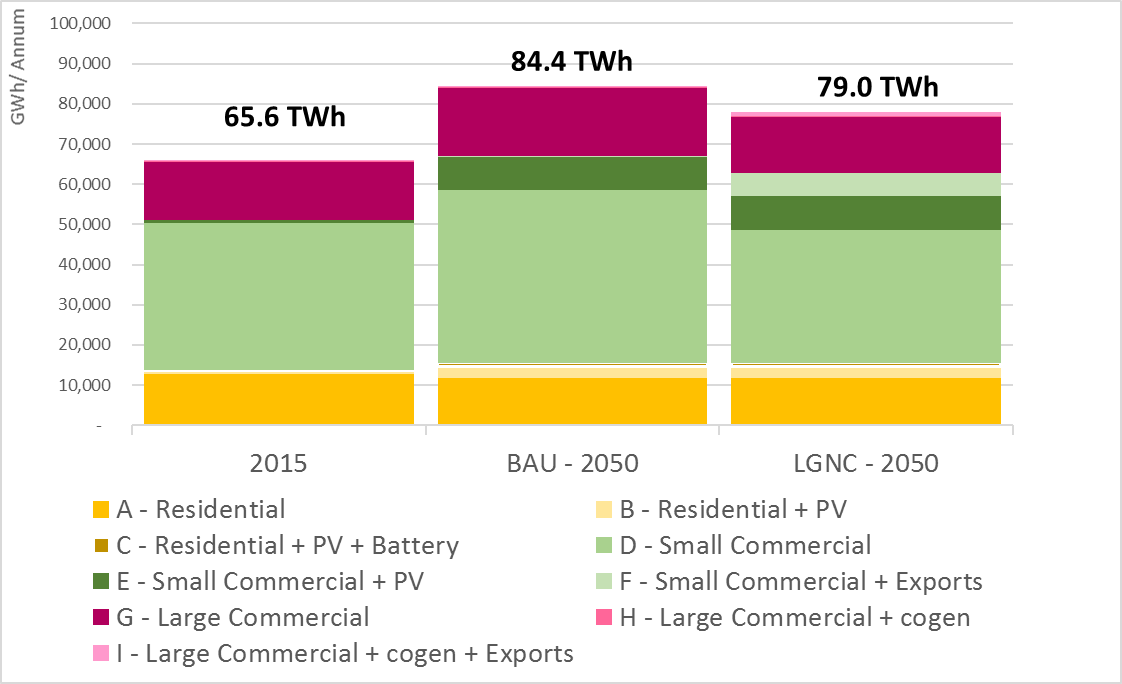 GWh/ Annum
100,000
90,000
80,000
70,000
60,000
50,000
40,000
30,000
20,000
10,000
-
65.6 TWh
84.4 TWh
79.0 TWh
2015
BAU - 2050
LGNC - 2050
A - Residential
B - Residential + PV
C - Residential + PV + Battery
D - Small Commercial
E - Small Commercial + PV
F - Small Commercial + Exports
G - Large Commercial
H - Large Commercial + cogen
I - Large Commercial + cogen + Exports